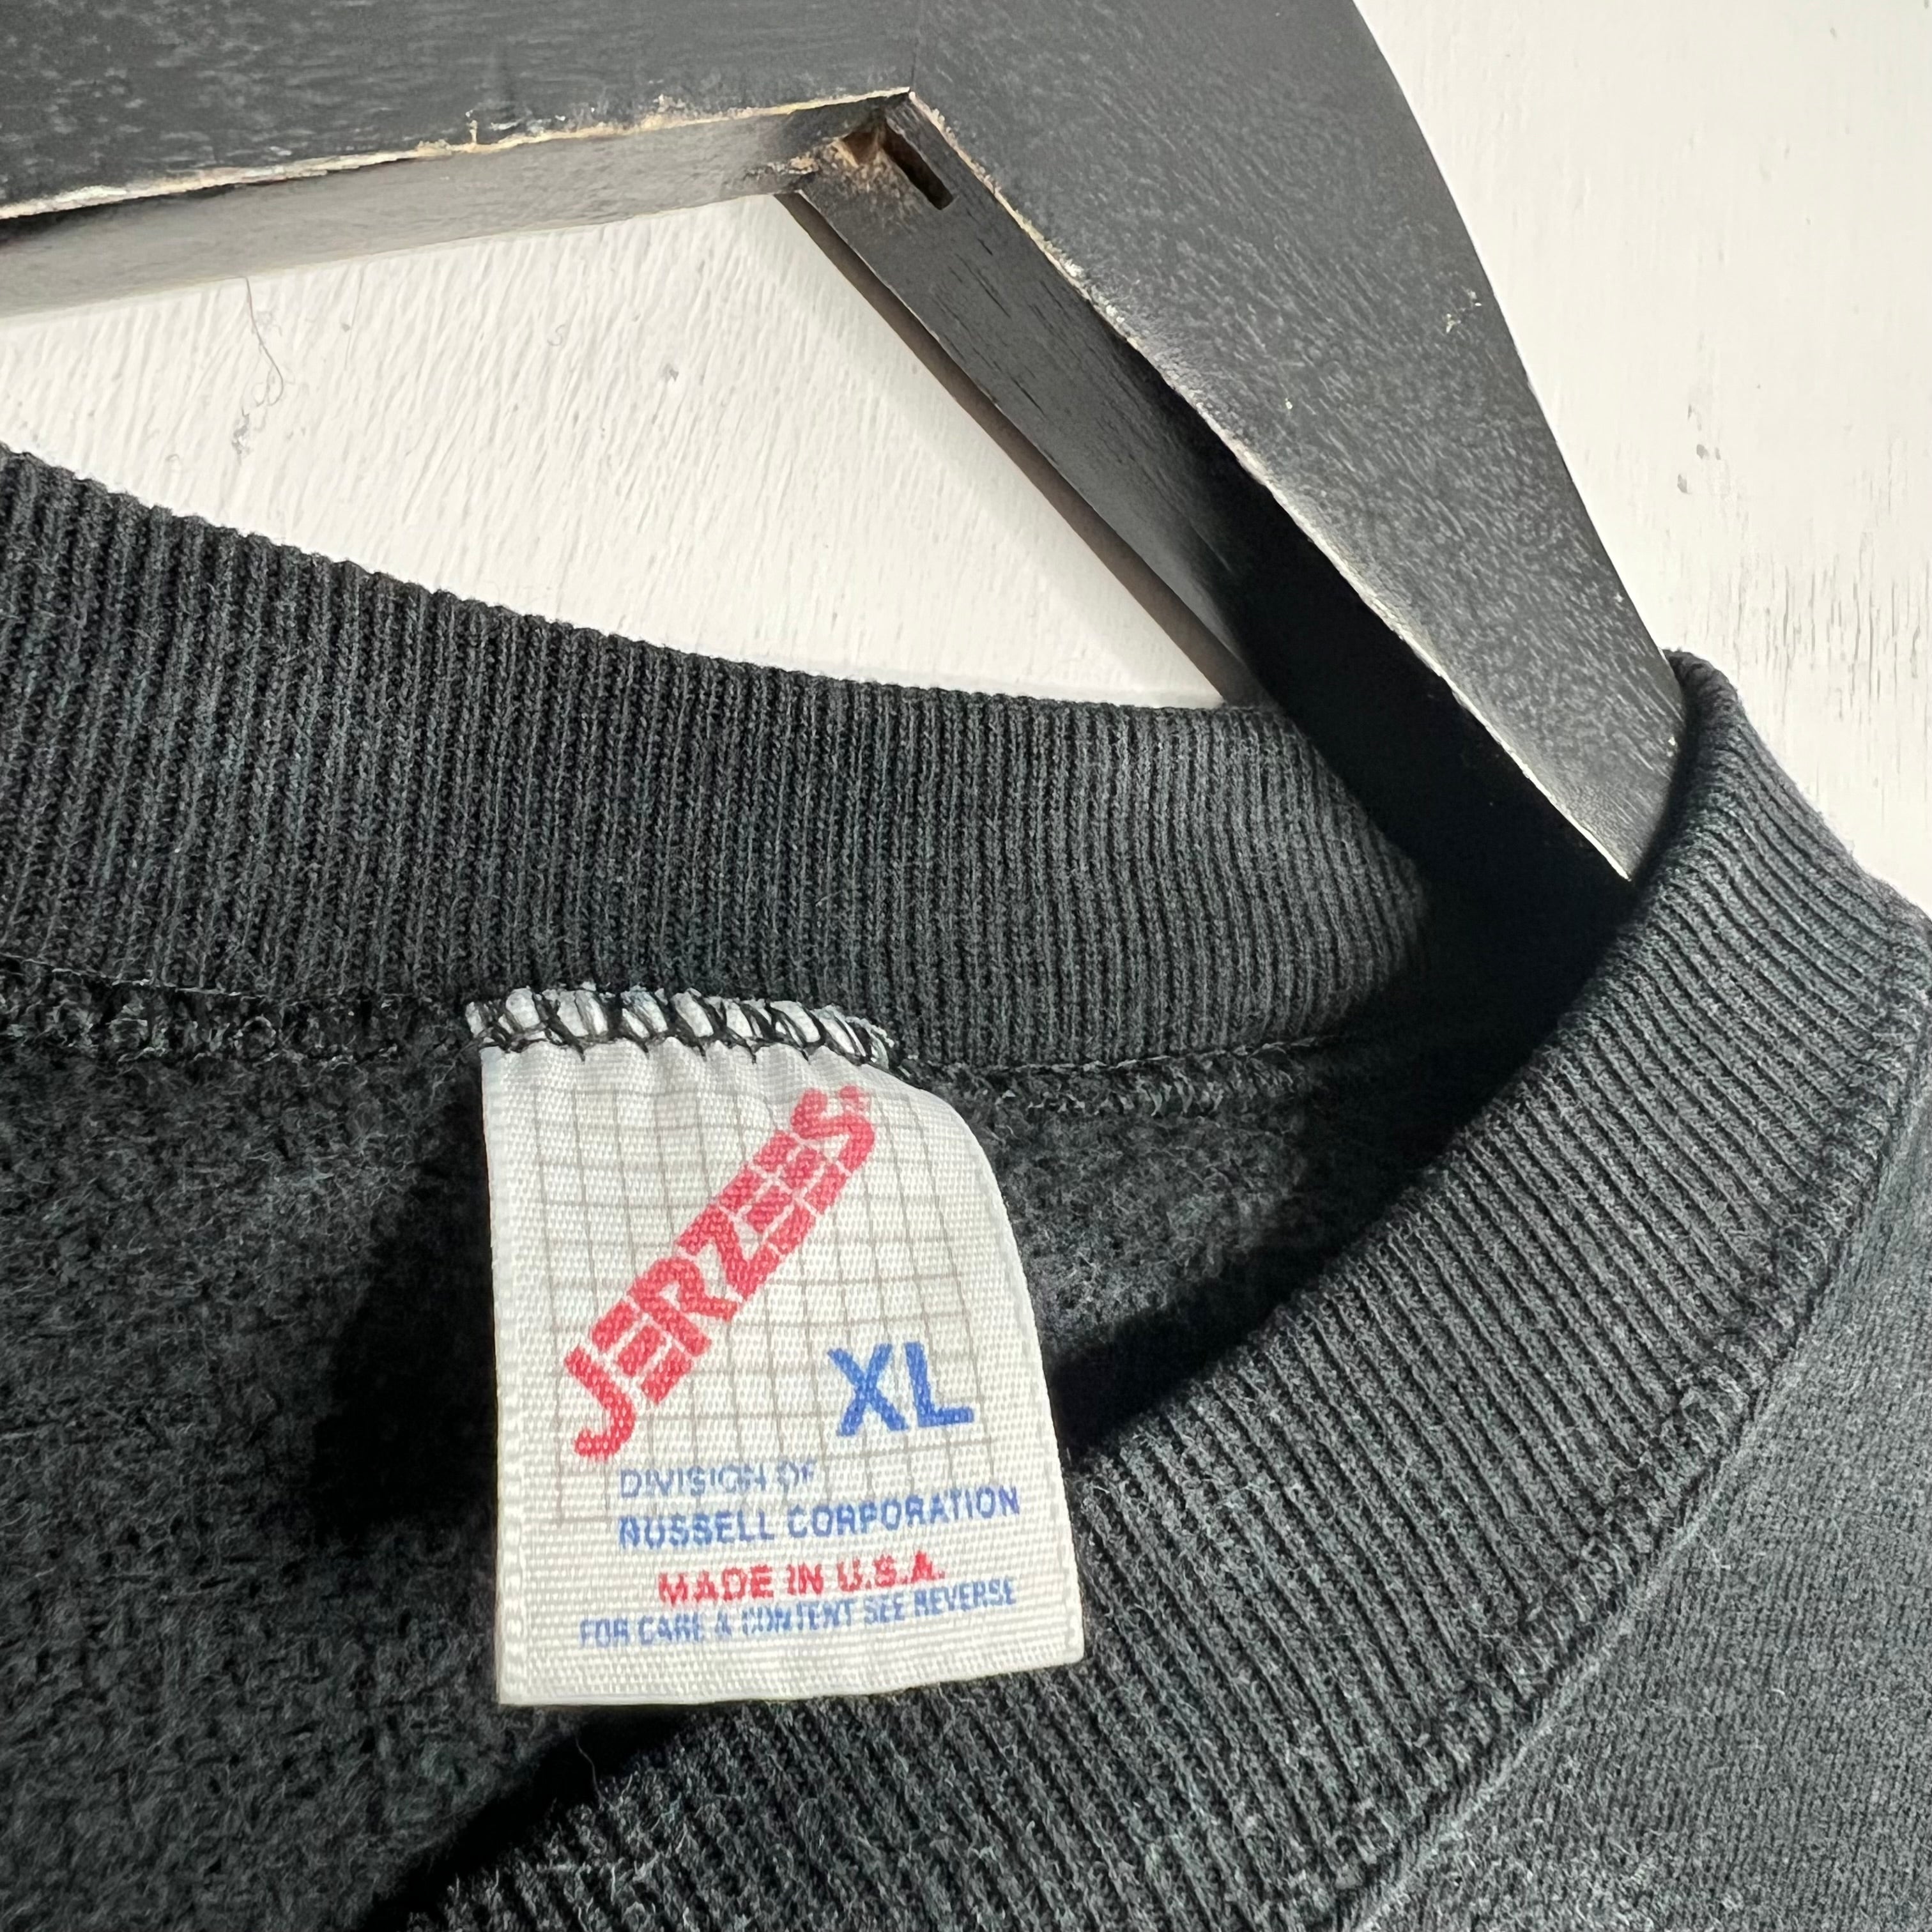 JERZEES
XL
DIVISION OF
RUSSELL CORPORATION
MADE IN U.S.A.
FOR CARE & CONTENT SEE REVERSE